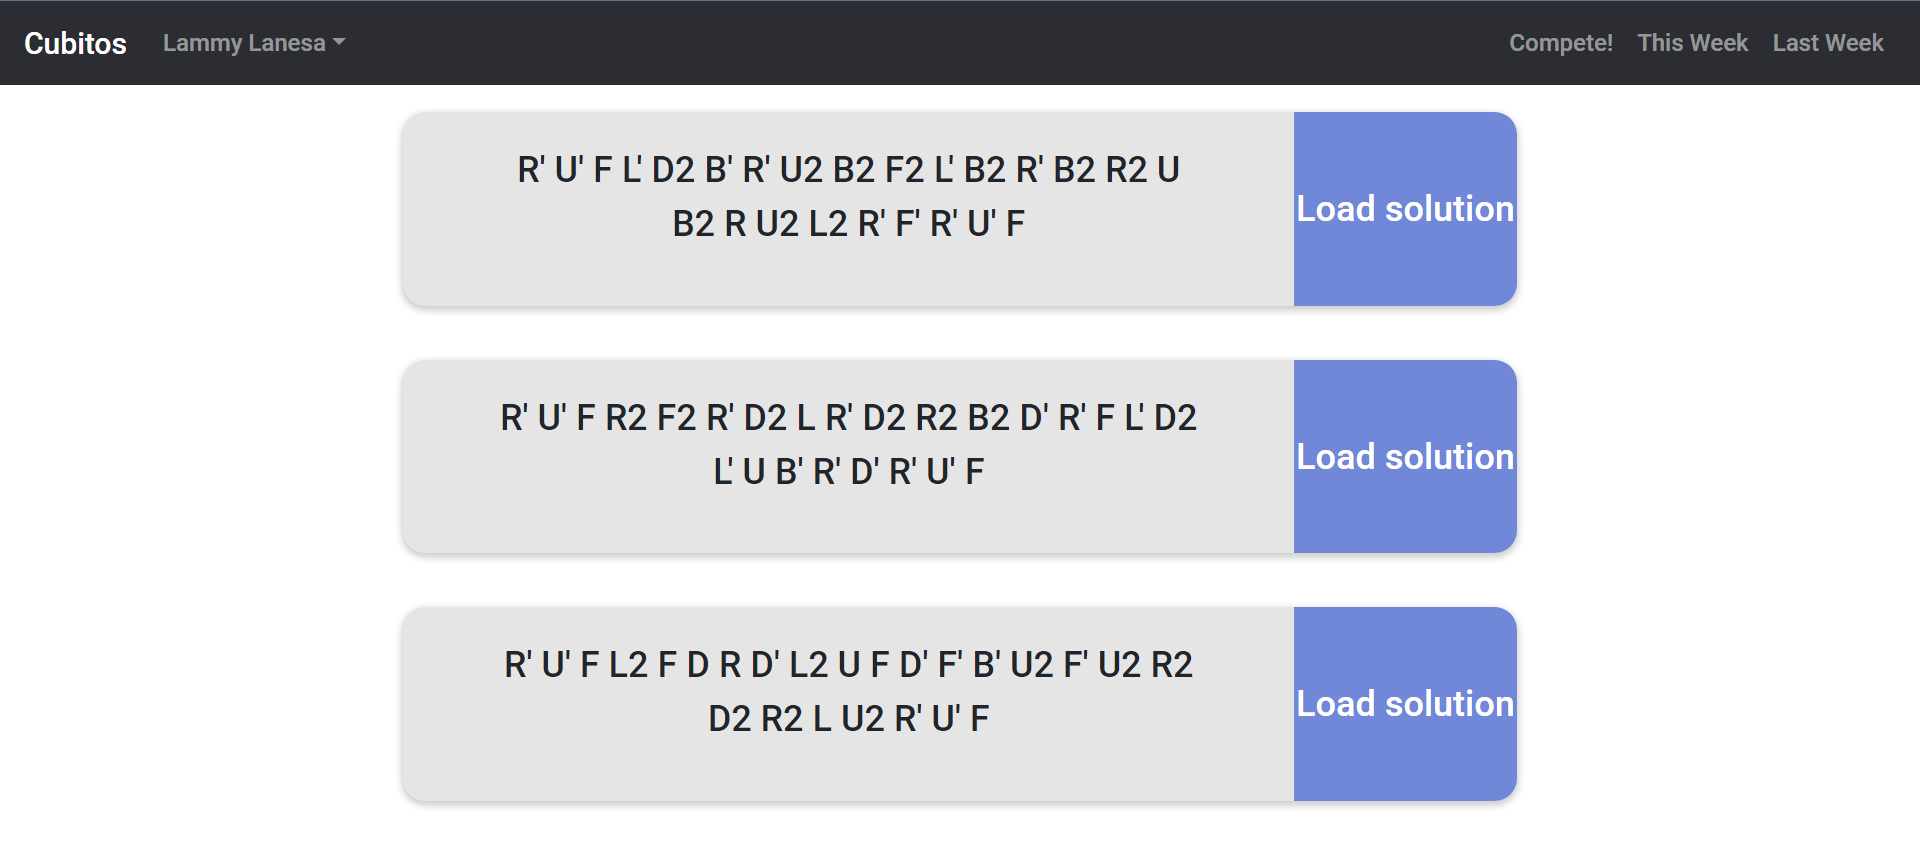 Cubitos Lammy Lanesa Compete! This Week Last Week
R' U' F L' D2 B' R' U2 B2 F2 L' B2 R' B2 R2 U
B2 R U2 L2 R' F' R' U' F
Load solution
R' U' F R2 F2 R' D2 L R' D2 R2 B2 D' R' F L' D2
L' U B' R' D' R' U' F
Load solution
R' U' F L2 F D R D' L2 U F D' F' B' U2 F' U2 R2
D2 R2 L U2 R' U' F
Load solution